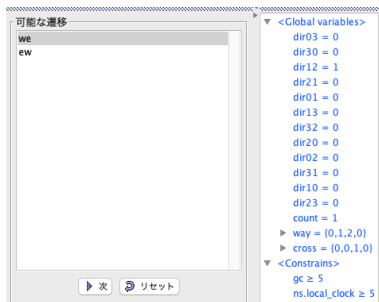 可能な遷移
we
ew
次
リセット
<Global variables>
dir03 = 0
dir30 = 0
dir12 = 1
dir21 = 0
dir01 = 0
dir13 = 0
dir32 = 0
dir20 = 0
dir02 = 0
dir31 = 0
dir10 = 0
dir23 = 0
count = 1
way = {0,1,2,0}
cross = {0,0,1,0}
<Constrains>
gc ≥ 5
ns.local_clock ≥ 5